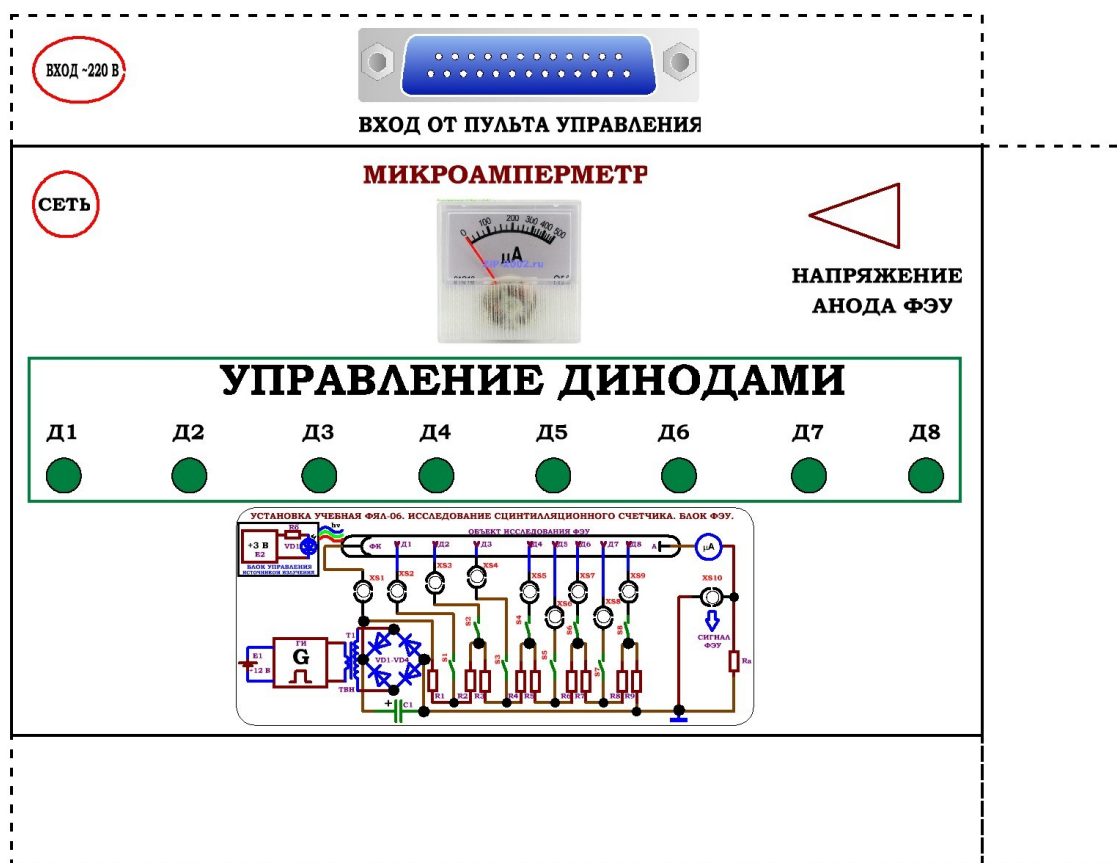 ВХОД ~220 В
ВХОД ОТ ПУЛЬТА УПРАВЛЕНИЯ
СЕТЬ
МИКРОАМПЕРМЕТР
0 100 200 300 400 500
μA
НАПРЯЖЕНИЕ
АНОДА ФЭУ
УПРАВЛЕНИЕ ДИНОДАМИ
Д1 Д2 Д3 Д4 Д5 Д6 Д7 Д8
УСТАНОВКА УЧЕБНАЯ ФЯЛ-06. ИССЛЕДОВАНИЕ СЦИНТИЛЛЯЦИОННОГО СЧЕТЧИКА. БЛОК ФЭУ.
ОБЪЕКТ ИССЛЕДОВАНИЯ ФЭУ
R6 hν
+3 В
E2
VD1
БЛОК УПРАВЛЕНИЯ
ИСТОЧНИКОМ ИЗЛУЧЕНИЯ
ФК Д1 Д2 Д3 Д4 Д5 Д6 Д7 Д8 А μA
XS1 XS2 XS3 XS4 XS5 XS6 XS7 XS8 XS9 XS10
СИГНАЛ
ФЭУ
S1 S2 S3 S4 S5 S6 S7 S8
E1
~12 В
ГИ
G
T1
ТВН
VD1-VD4
R1 R2 R3 R4 R5 R6 R7 R8 R9
Ra
+ C1